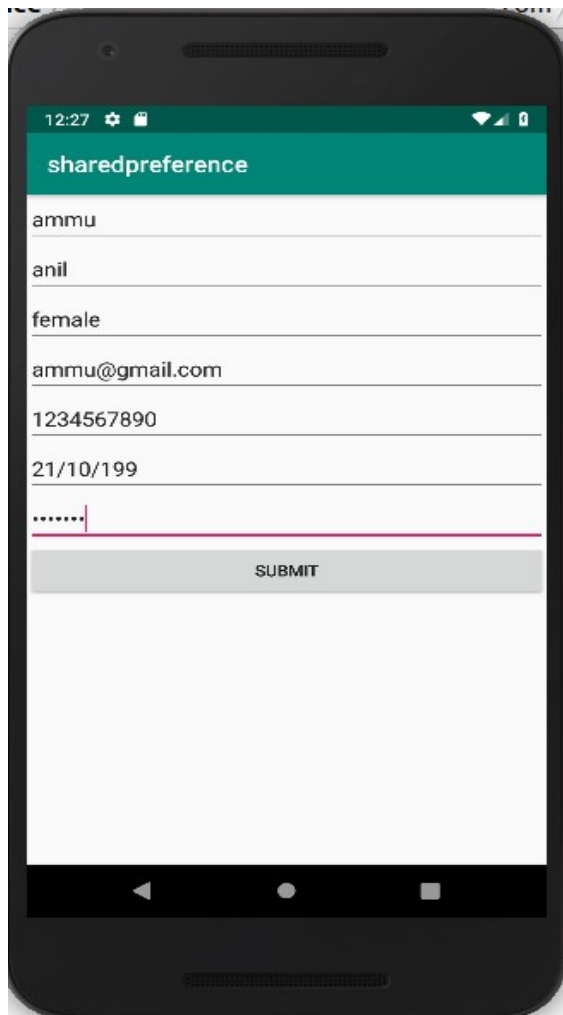 12:27
sharedpreference
ammu
anil
female
ammu@gmail.com
1234567890
21/10/199
•••••••
SUBMIT